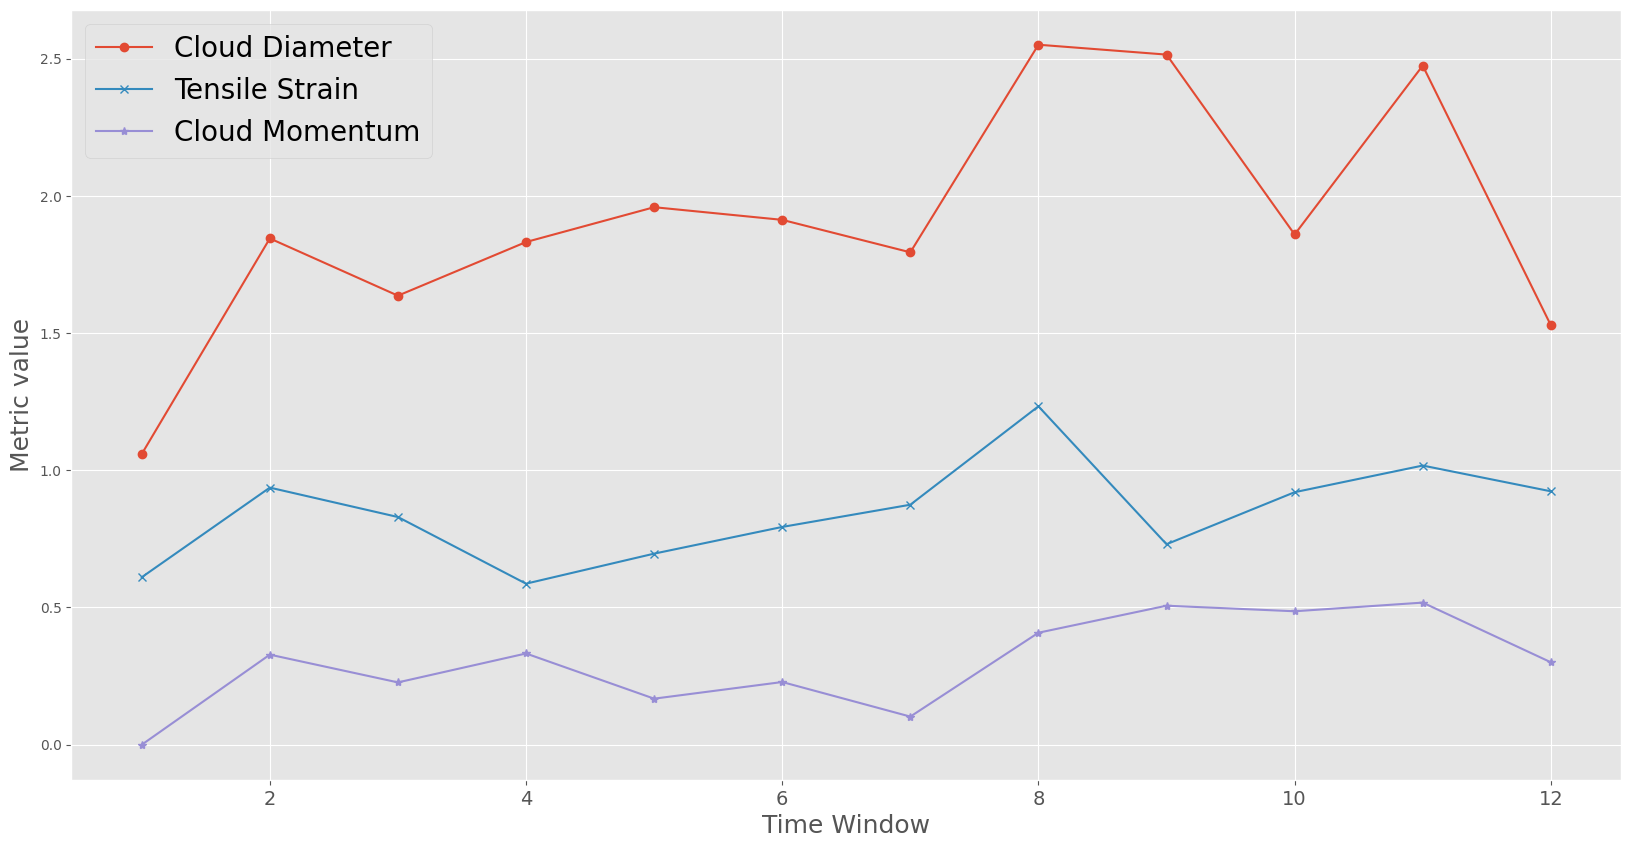 Cloud Diameter
Tensile Strain
Cloud Momentum
Metric value
2.5
2.0
1.5
1.0
0.5
0.0
2 4 6 8 10 12
Time Window